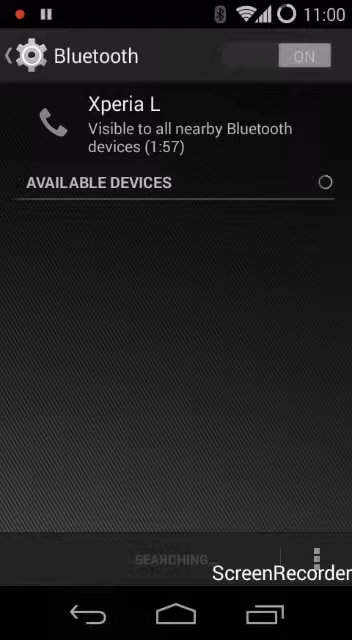 11:00
Bluetooth
ON
Xperia L
Visible to all nearby Bluetooth
devices (1:57)
AVAILABLE DEVICES
SEARCHING...
ScreenRecorder